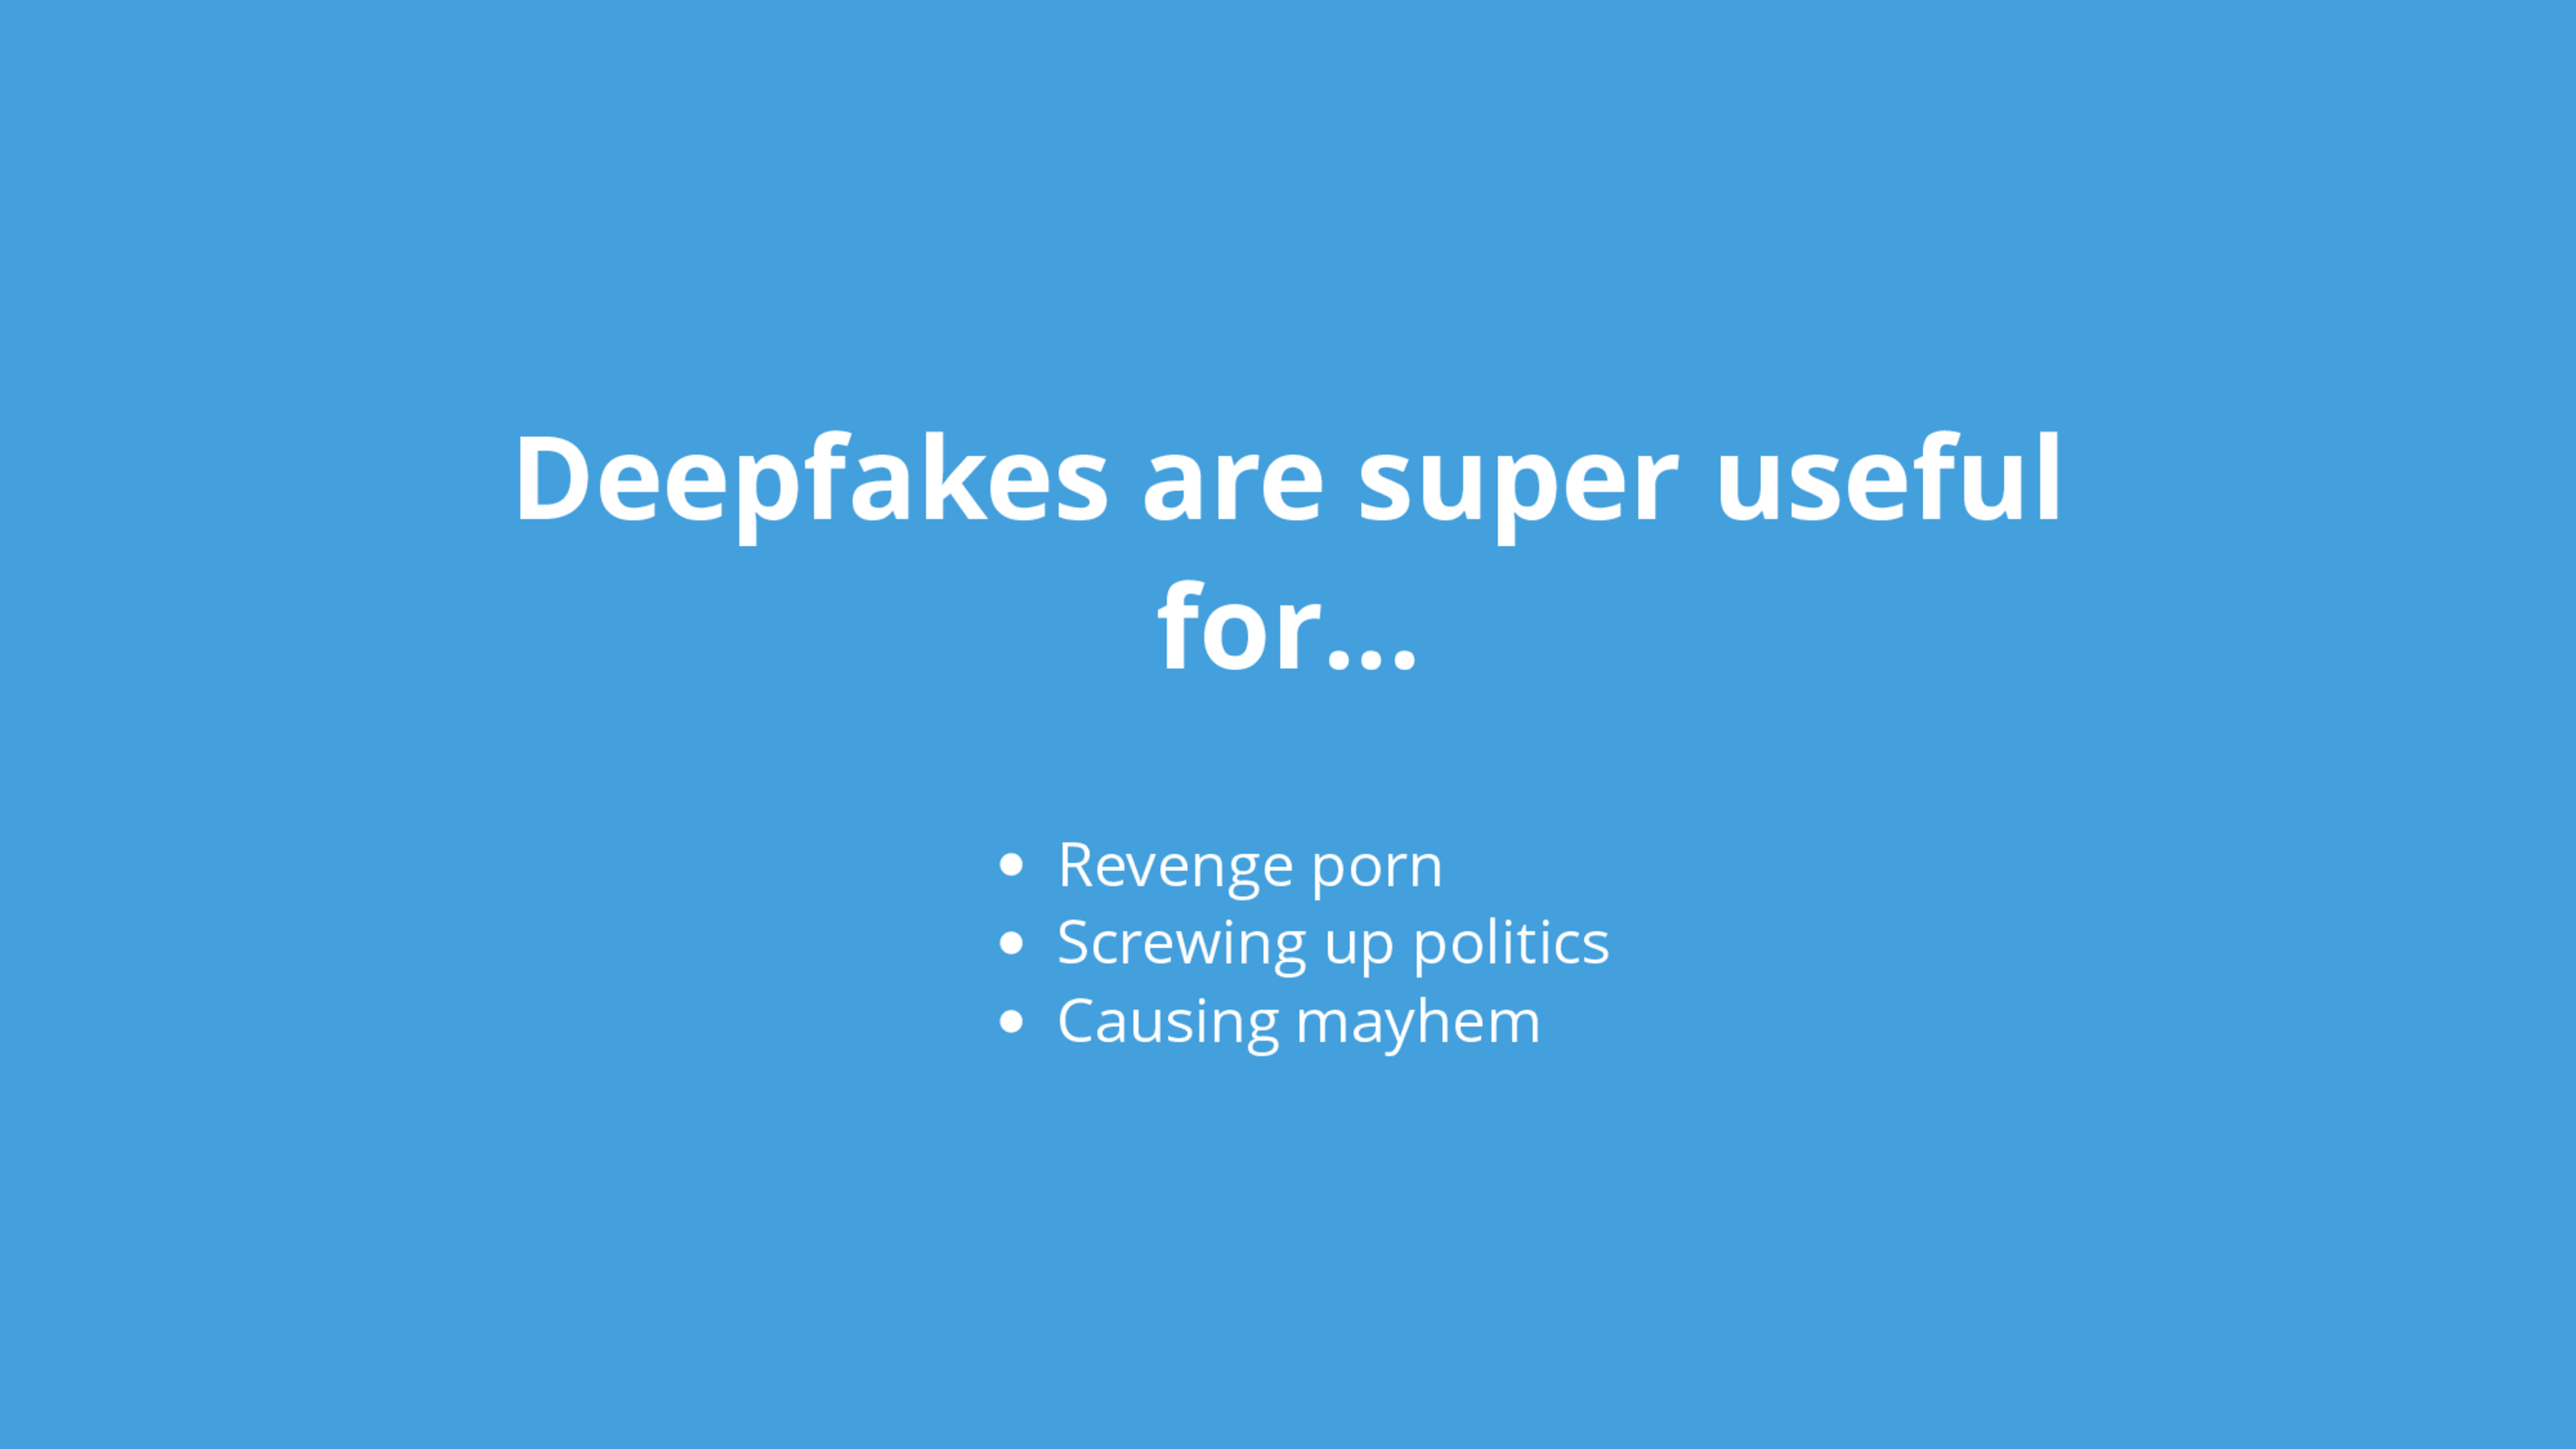 Deepfakes are super useful
for...
• Revenge porn
• Screwing up politics
• Causing mayhem